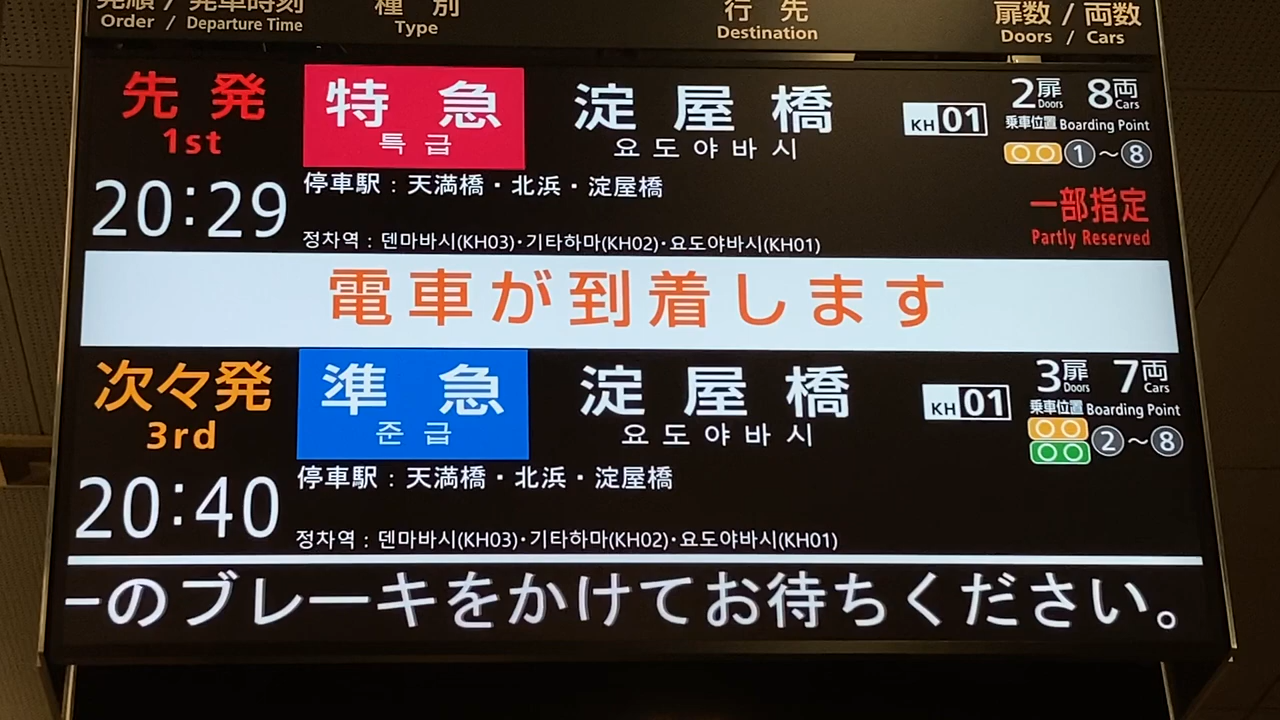 発順 / 発車時刻 種別 行先 扉数 / 両数
Order / Departure Time Type Destination Doors / Cars
先発 特急 淀屋橋 KH01 2扉 Doors 8両 Cars
1st 특급 요도야바시 乗車位置 Boarding Point
○○ 1～8
20:29 停車駅：天満橋・北浜・淀屋橋 一部指定
정차역 : 덴마바시(KH03)･기타하마(KH02)･요도야바시(KH01) Partly Reserved
電車が到着します
次々発 準急 淀屋橋 KH01 3扉 Doors 7両 Cars
3rd 준급 요도야바시 乗車位置 Boarding Point
○○ ○○ 2～8
20:40 停車駅：天満橋・北浜・淀屋橋
정차역 : 덴마바시(KH03)･기타하마(KH02)･요도야바시(KH01)
ーのブレーキをかけてお待ちください。